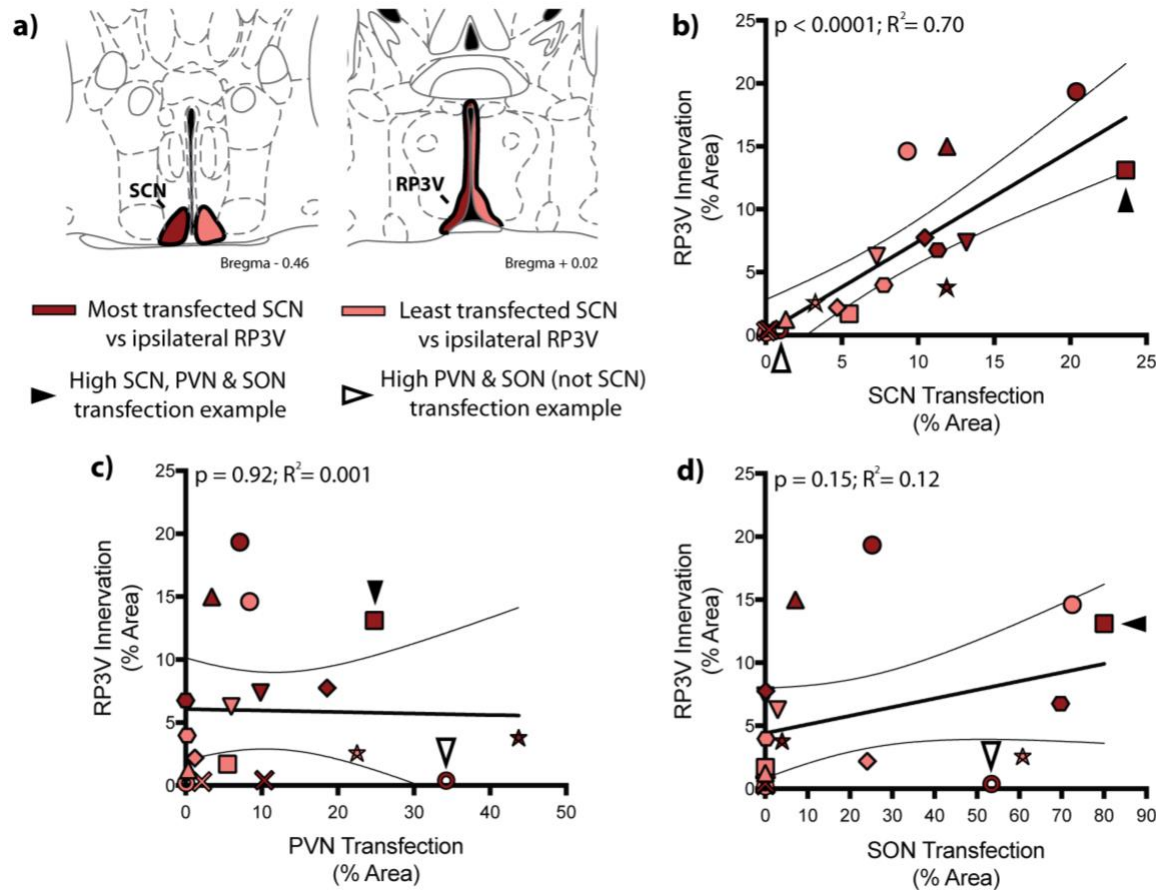 a)
SCN
Bregma - 0.46
RP3V
Bregma + 0.02
Most transfected SCN
vs ipsilateral RP3V
Least transfected SCN
vs ipsilateral RP3V
High SCN, PVN & SON
transfection example
High PVN & SON (not SCN)
transfection example
b)
p < 0.0001; R²= 0.70
25
20
15
10
5
0
RP3V Innervation
(% Area)
0 5 10 15 20 25
SCN Transfection
(% Area)
c)
p = 0.92; R²= 0.001
25
20
15
10
5
0
RP3V Innervation
(% Area)
0 10 20 30 40 50
PVN Transfection
(% Area)
d)
p = 0.15; R²= 0.12
25
20
15
10
5
0
RP3V Innervation
(% Area)
0 10 20 30 40 50 60 70 80 90
SON Transfection
(% Area)